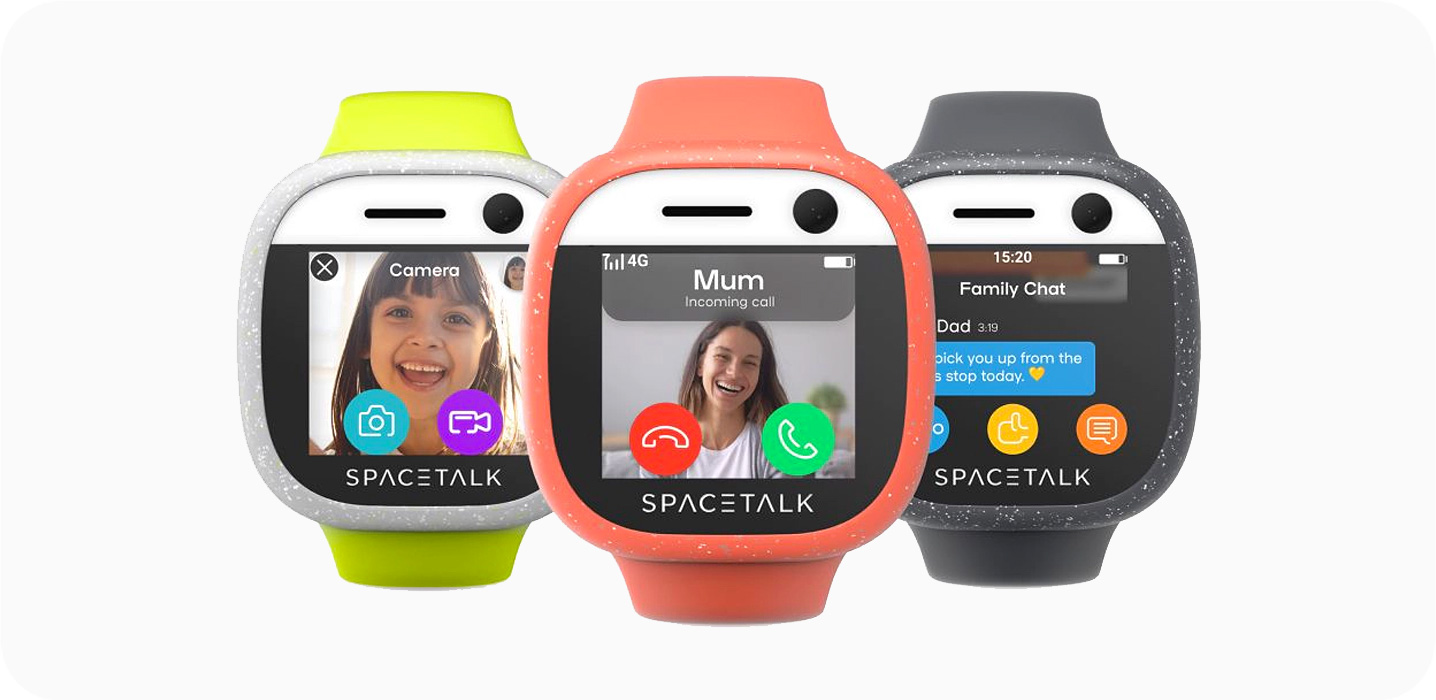 Camera
SPACETALK
4G
Mum
Incoming call
SPACETALK
15:20
Family Chat
Dad 3:19
pick you up from the
s stop today. 💛
o
SPACETALK